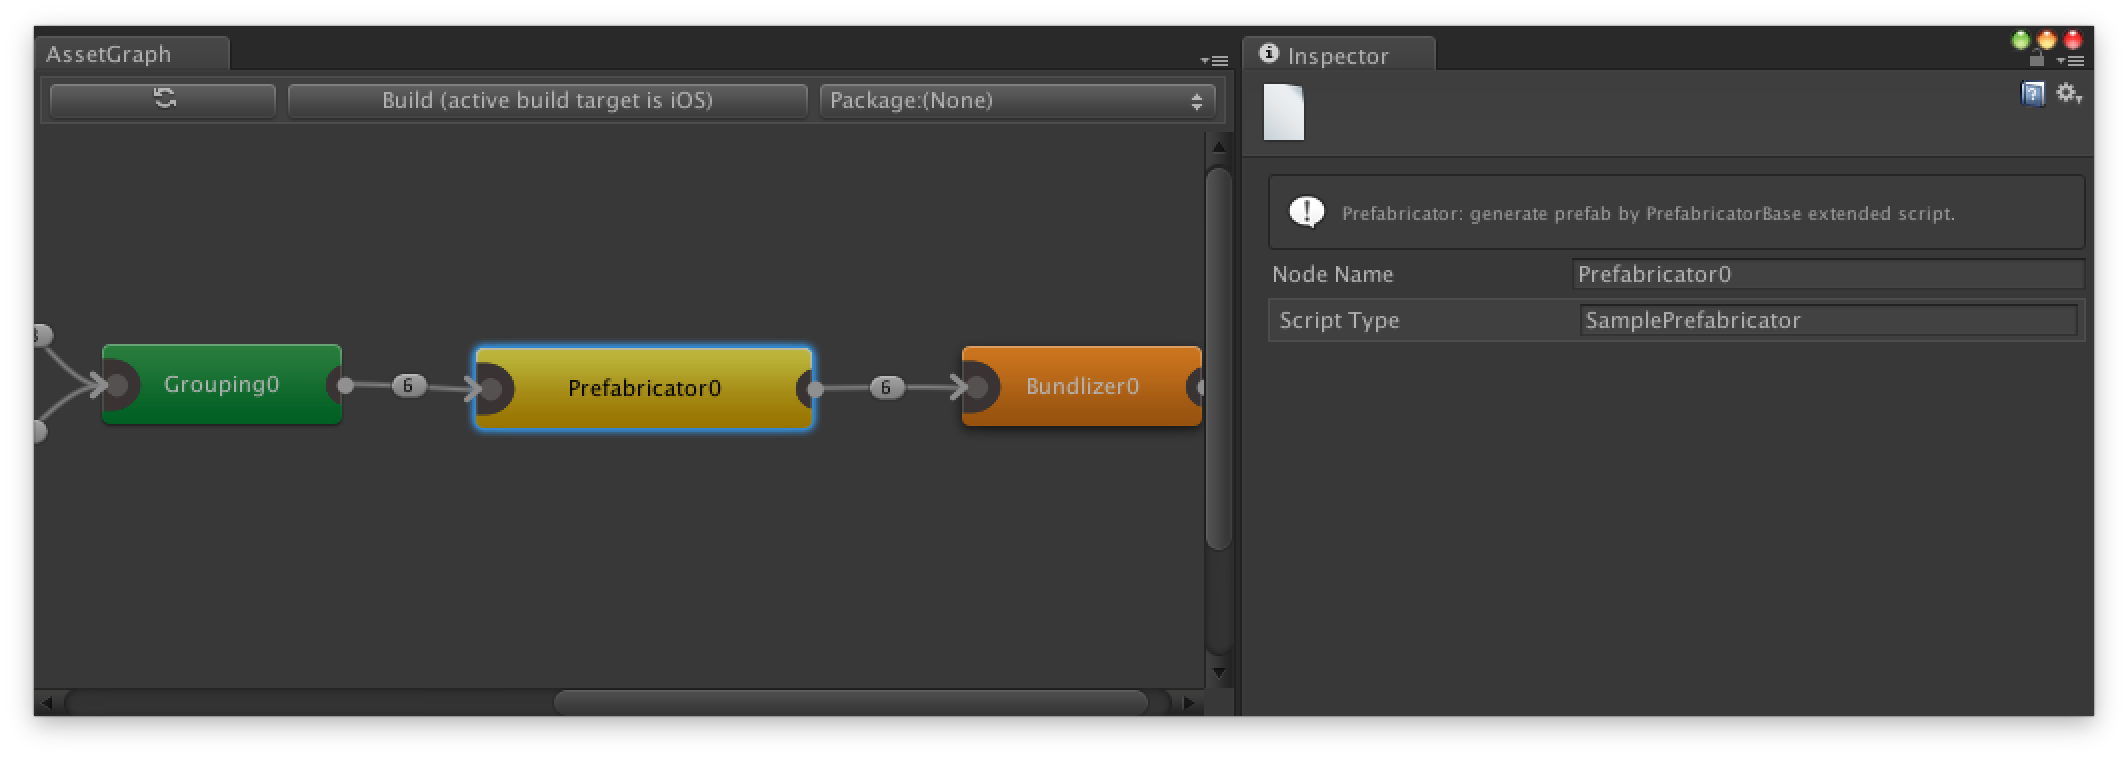 AssetGraph
Build (active build target is iOS)
Package:(None)
Grouping0
6
Prefabricator0
6
Bundlizer0
Inspector
Prefabricator: generate prefab by PrefabricatorBase extended script.
Node Name
Prefabricator0
Script Type
SamplePrefabricator